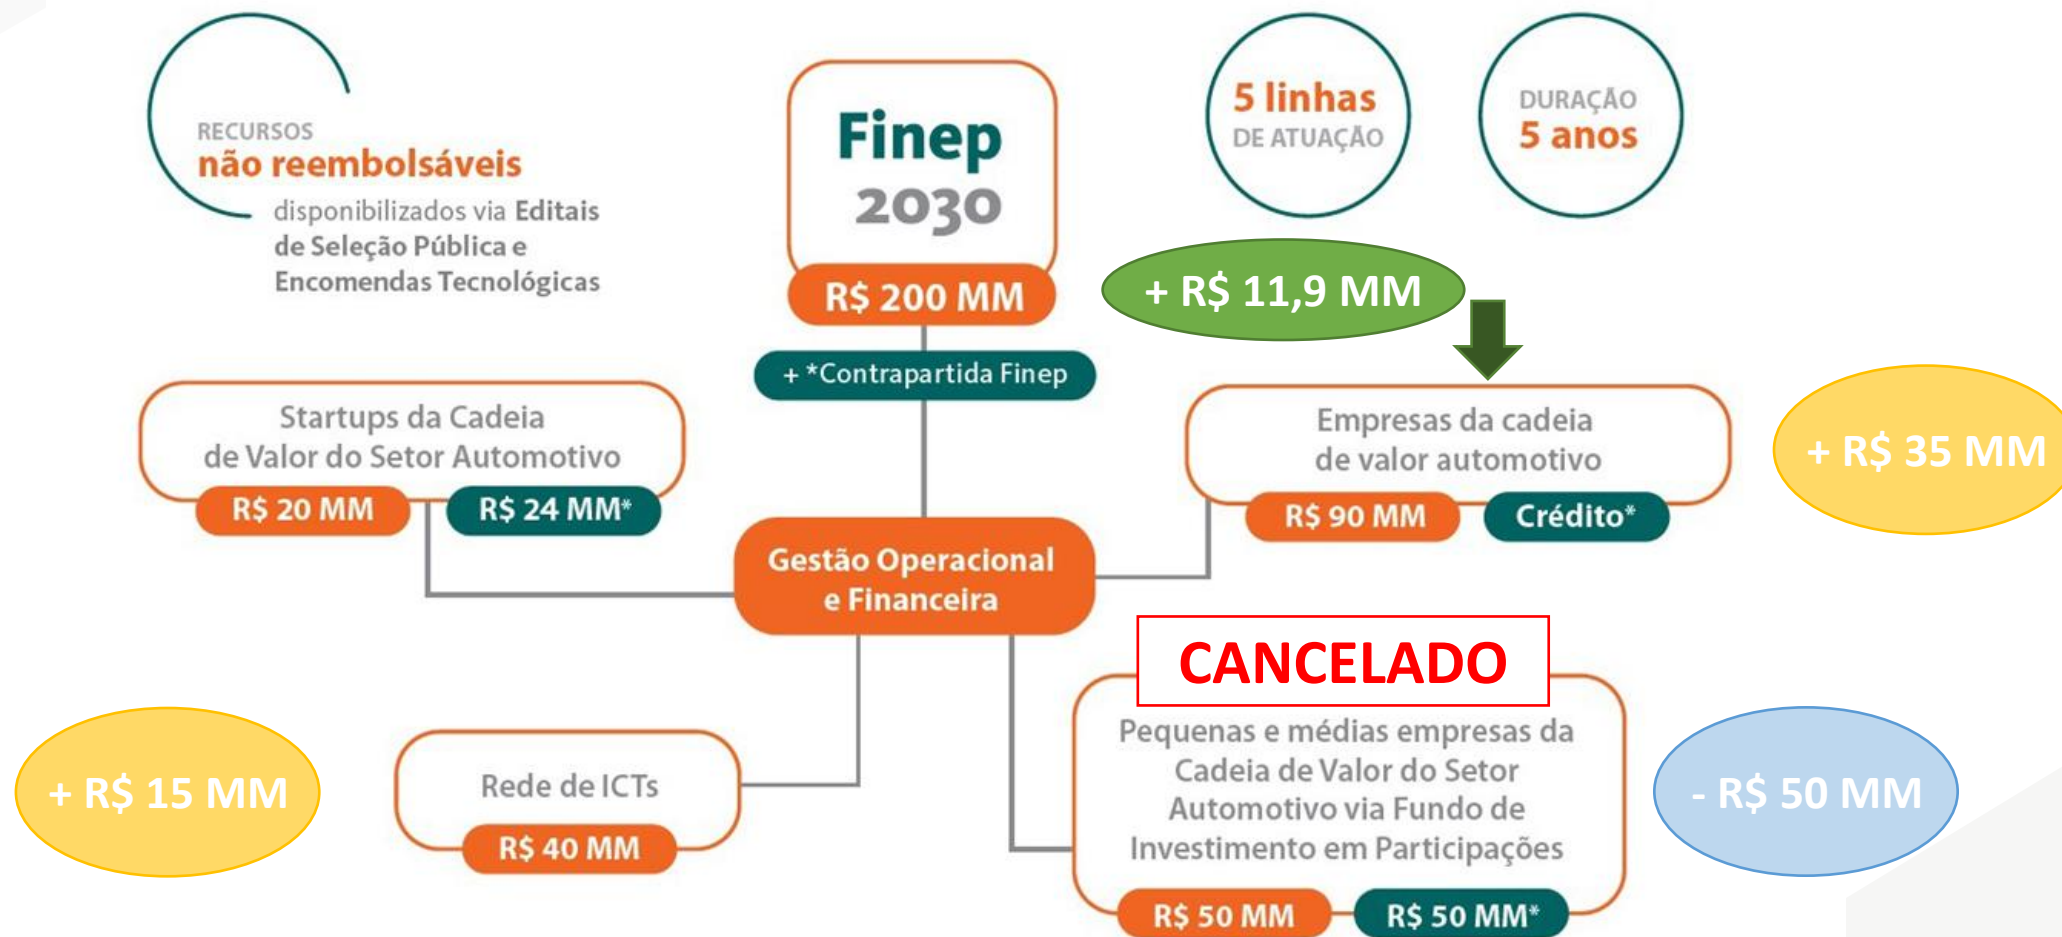 RECURSOS
não reembolsáveis
disponibilizados via Editais
de Seleção Pública e
Encomendas Tecnológicas
Finep
2030
R$ 200 MM
+ *Contrapartida Finep
5 linhas
DE ATUAÇÃO
DURAÇÃO
5 anos
+ R$ 11,9 MM
Startups da Cadeia
de Valor do Setor Automotivo
R$ 20 MM
R$ 24 MM*
Empresas da cadeia
de valor automotivo
R$ 90 MM
Crédito*
+ R$ 35 MM
Gestão Operacional
e Financeira
+ R$ 15 MM
Rede de ICTs
R$ 40 MM
CANCELADO
Pequenas e médias empresas da
Cadeia de Valor do Setor
Automotivo via Fundo de
Investimento em Participações
R$ 50 MM
R$ 50 MM*
- R$ 50 MM